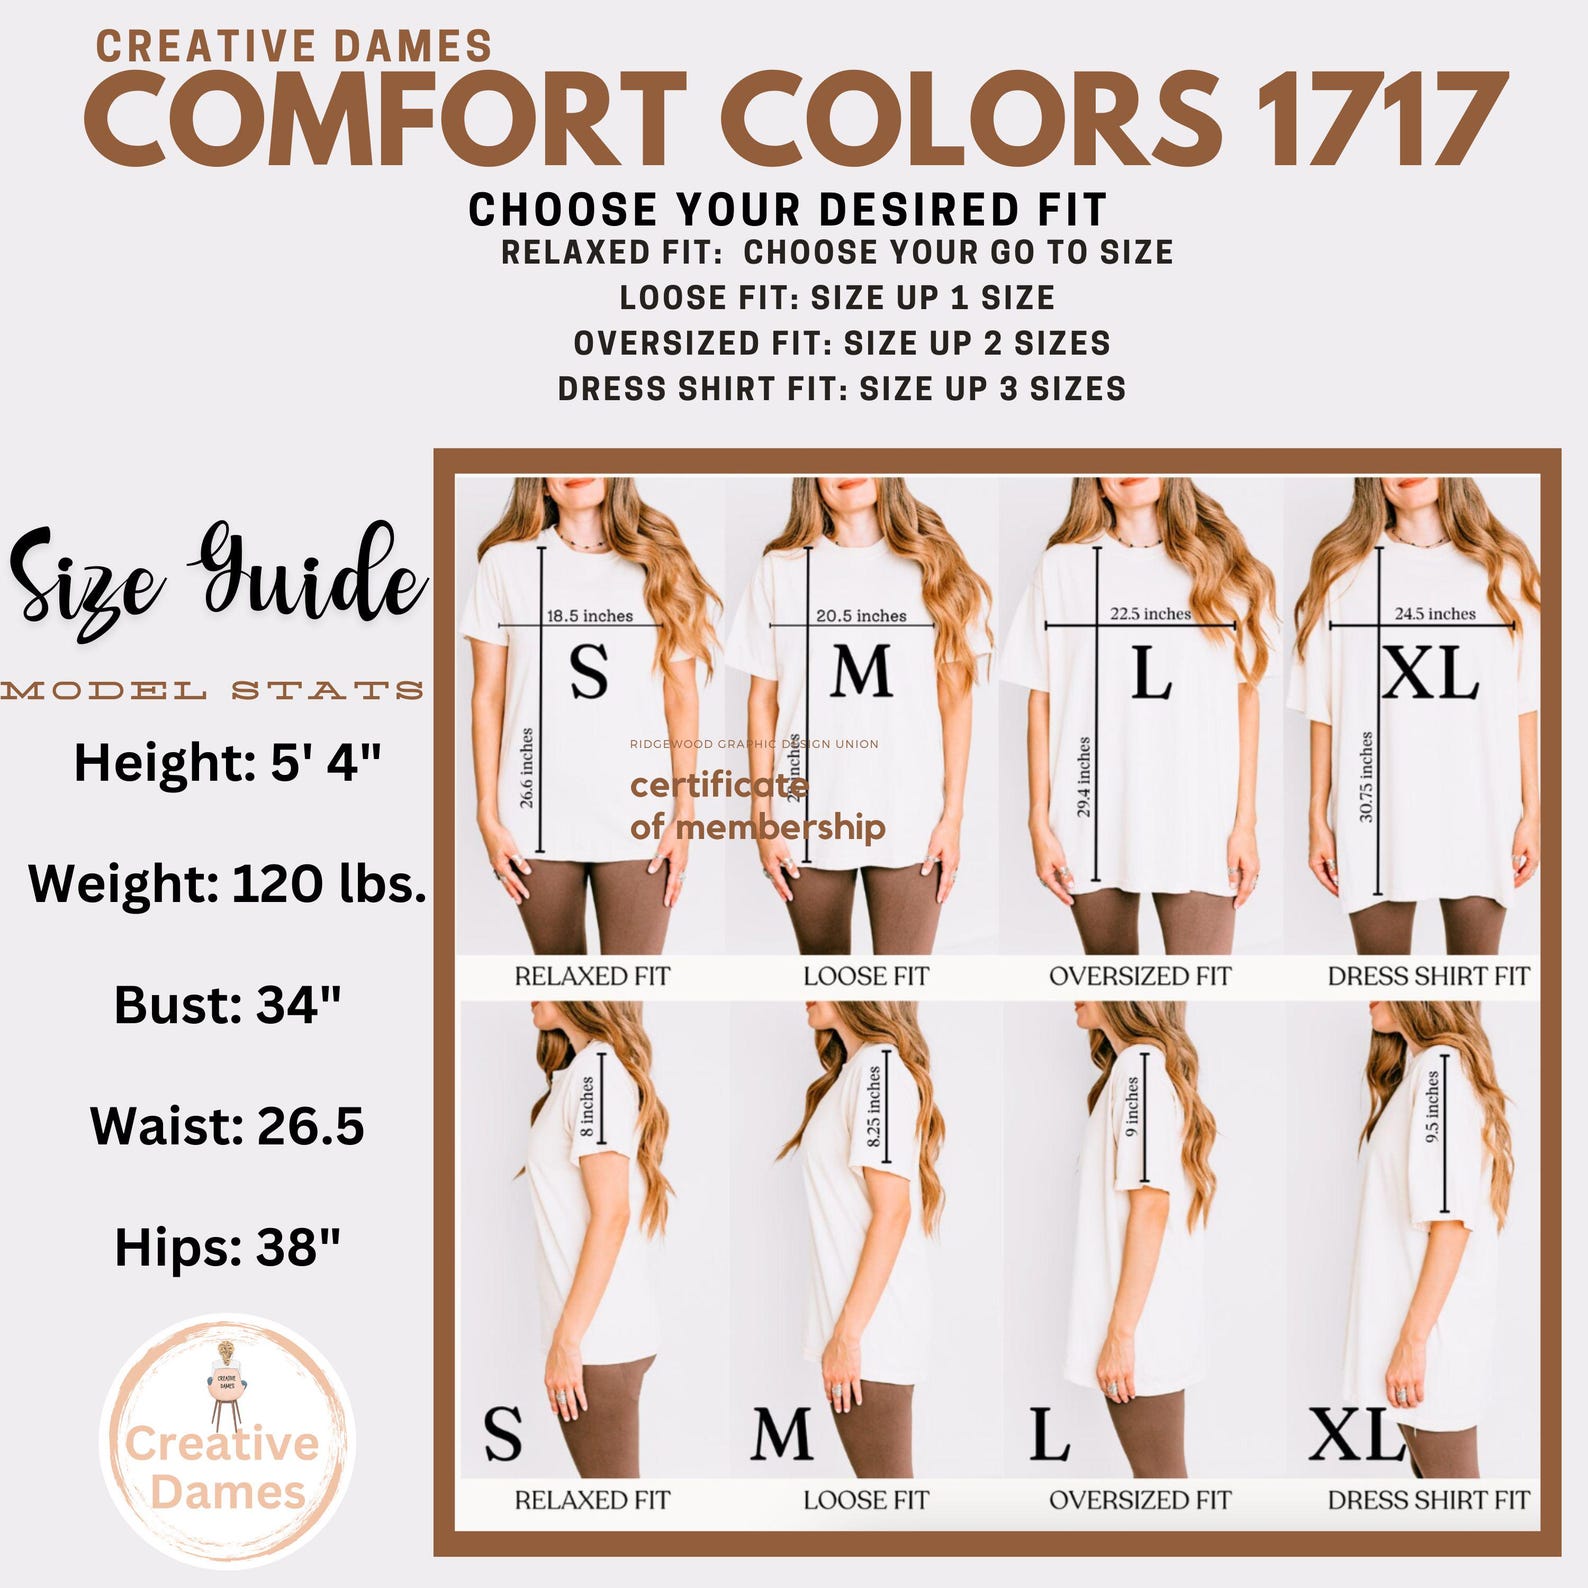 CREATIVE DAMES
COMFORT COLORS 1717
CHOOSE YOUR DESIRED FIT
RELAXED FIT: CHOOSE YOUR GO TO SIZE
LOOSE FIT: SIZE UP 1 SIZE
OVERSIZED FIT: SIZE UP 2 SIZES
DRESS SHIRT FIT: SIZE UP 3 SIZES
Size Guide
MODEL STATS
Height: 5' 4"
Weight: 120 lbs.
Bust: 34"
Waist: 26.5
Hips: 38"
CREATIVE
DAMES
Creative
Dames
18.5 inches
S
26.6 inches
20.5 inches
M
inches
22.5 inches
L
29.4 inches
24.5 inches
XL
30.75 inches
RIDGEWOOD GRAPHIC DESIGN UNION
certificate
of membership
RELAXED FIT
LOOSE FIT
OVERSIZED FIT
DRESS SHIRT FIT
8 inches
8.25 inches
9 inches
9.5 inches
S
M
L
XL
RELAXED FIT
LOOSE FIT
OVERSIZED FIT
DRESS SHIRT FIT